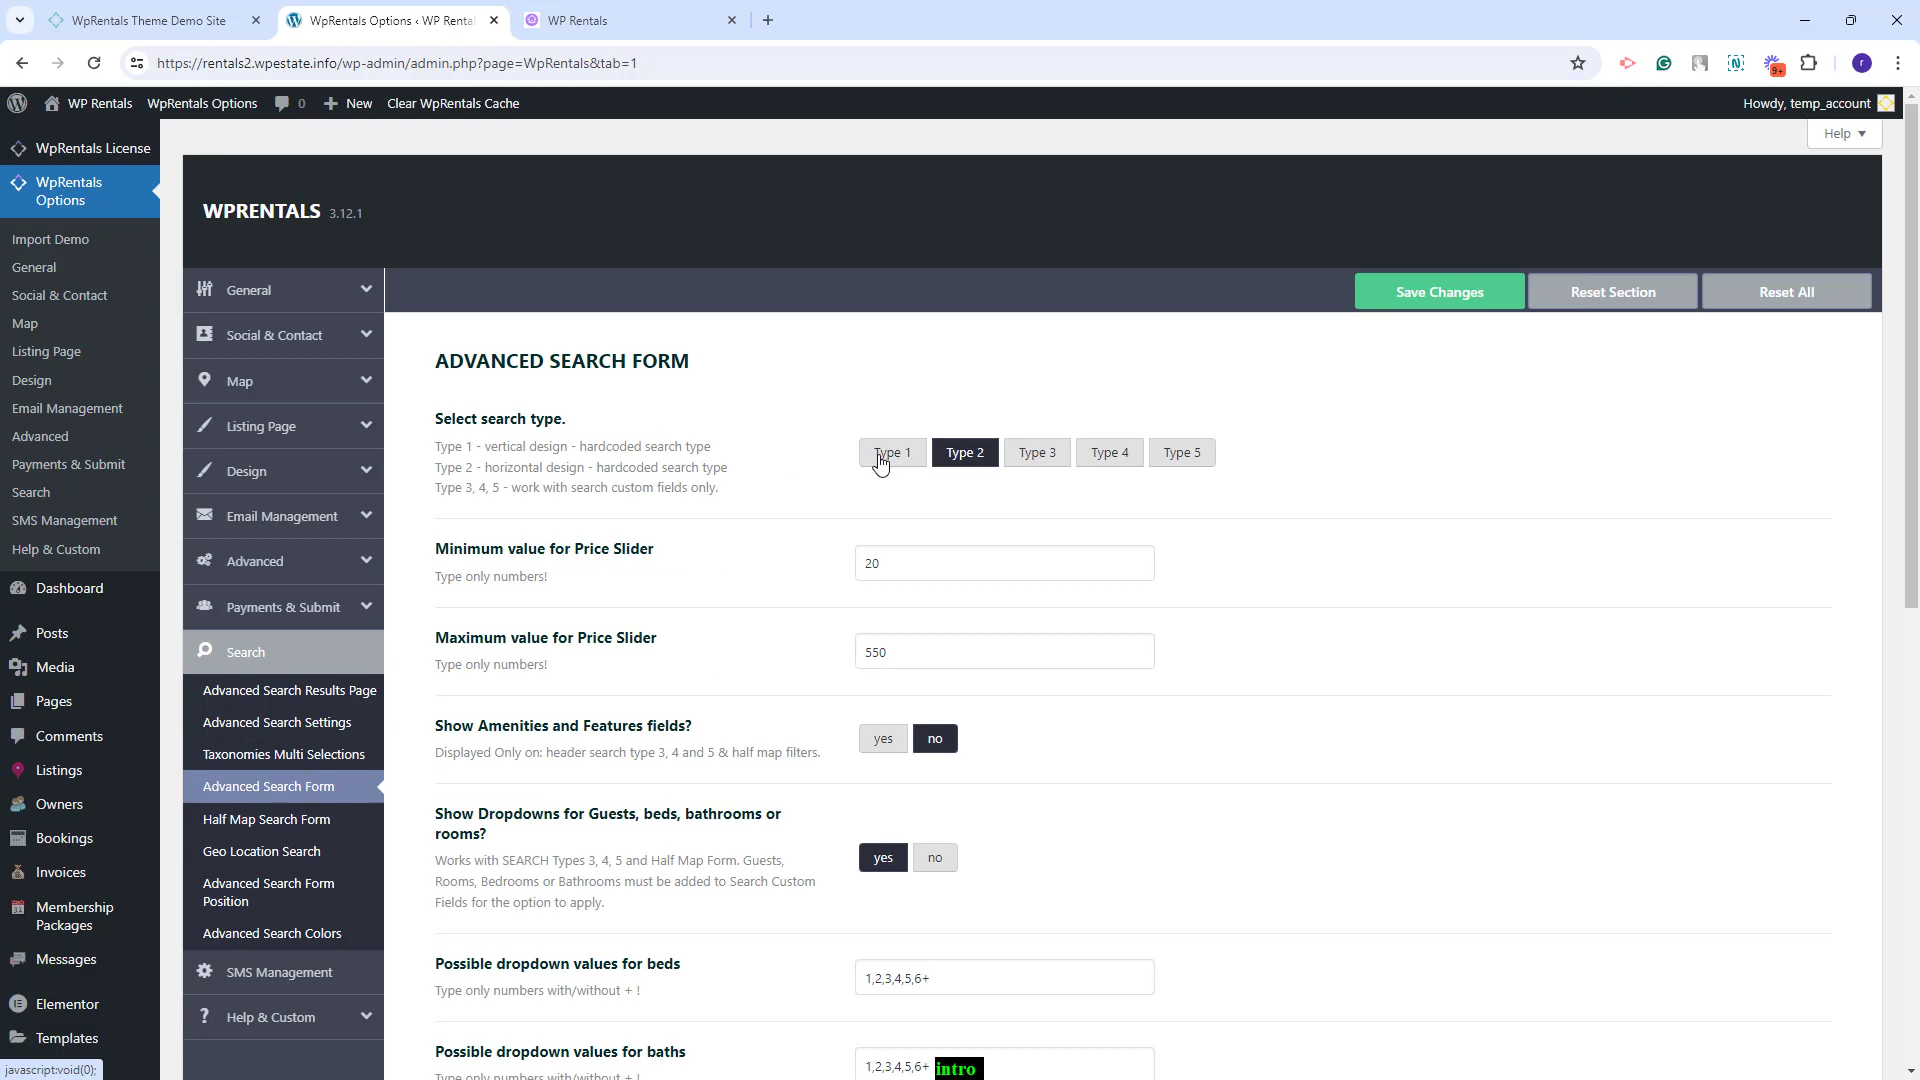 WpRentals Theme Demo Site
WpRentals Options ‹ WP Renta
WP Rentals
https://rentals2.wpestate.info/wp-admin/admin.php?page=WpRentals&tab=1
9+
r
WP Rentals
WpRentals Options
0
New
Clear WpRentals Cache
Howdy, temp_account
Help
WpRentals License
WpRentals
Options
Import Demo
General
Social & Contact
Map
Listing Page
Design
Email Management
Advanced
Payments & Submit
Search
SMS Management
Help & Custom
Dashboard
Posts
Media
Pages
Comments
Listings
Owners
Bookings
Invoices
Membership
Packages
Messages
Elementor
Templates
javascript:void(0);
WPRENTALS 3.12.1
General
Social & Contact
Map
Listing Page
Design
Email Management
Advanced
Payments & Submit
Search
Advanced Search Results Page
Advanced Search Settings
Taxonomies Multi Selections
Advanced Search Form
Half Map Search Form
Geo Location Search
Advanced Search Form
Position
Advanced Search Colors
SMS Management
Help & Custom
Save Changes
Reset Section
Reset All
ADVANCED SEARCH FORM
Select search type.
Type 1 - vertical design - hardcoded search type
Type 2 - horizontal design - hardcoded search type
Type 3, 4, 5 - work with search custom fields only.
Type 1
Type 2
Type 3
Type 4
Type 5
Minimum value for Price Slider
Type only numbers!
20
Maximum value for Price Slider
Type only numbers!
550
Show Amenities and Features fields?
Displayed Only on: header search type 3, 4 and 5 & half map filters.
yes
no
Show Dropdowns for Guests, beds, bathrooms or
rooms?
Works with SEARCH Types 3, 4, 5 and Half Map Form. Guests,
Rooms, Bedrooms or Bathrooms must be added to Search Custom
Fields for the option to apply.
yes
no
Possible dropdown values for beds
Type only numbers with/without + !
1,2,3,4,5,6+
Possible dropdown values for baths
Type only numbers with/without + !
1,2,3,4,5,6+
intro